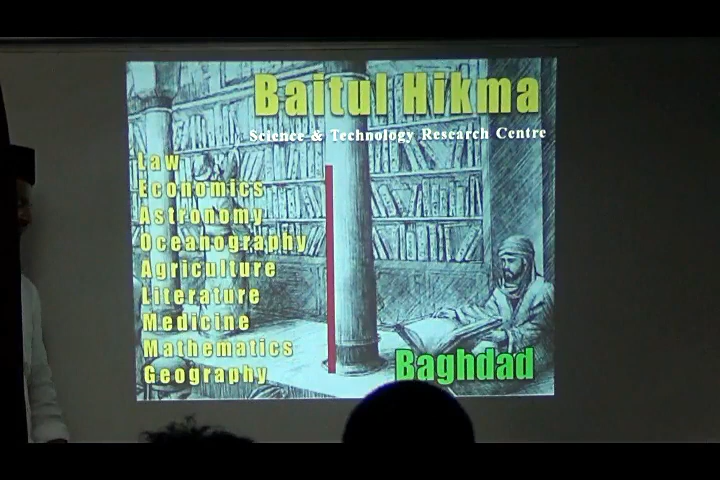 Baitul Hikma
Science & Technology Research Centre
Law
Economics
Astronomy
Oceanography
Agriculture
Literature
Medicine
Mathematics
Geography
Baghdad